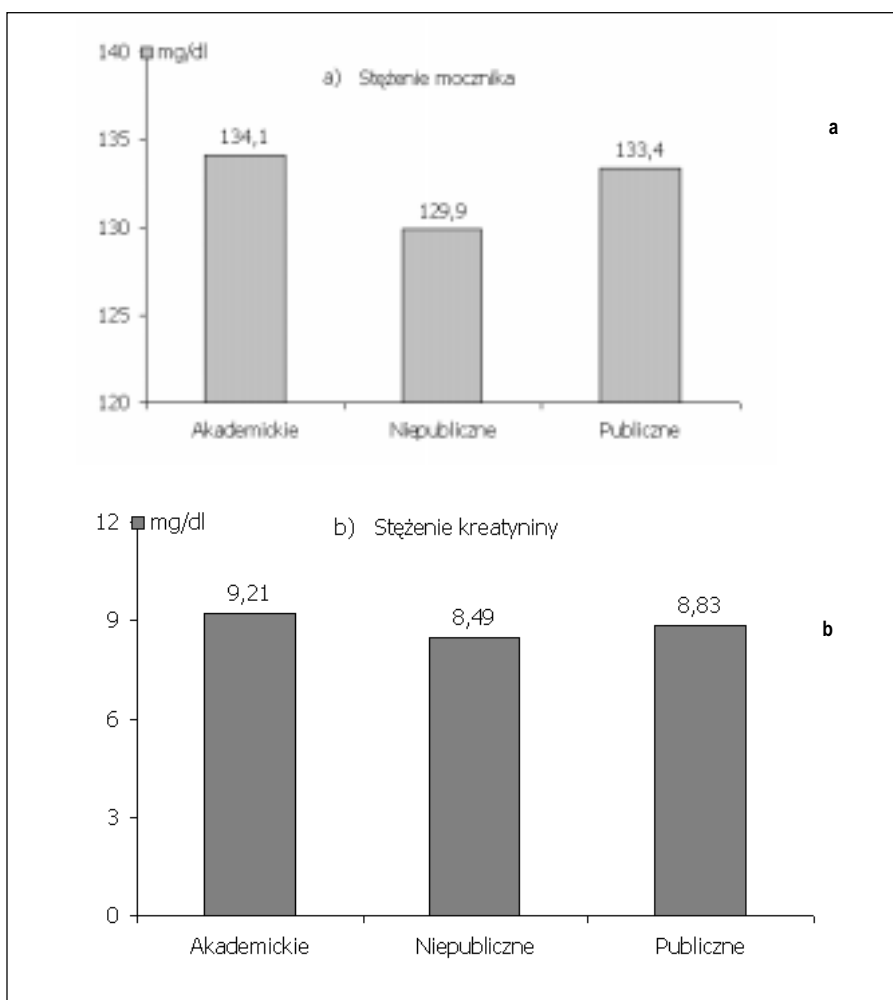 140 mg/dl
a) Stężenie mocznika
a
135
134,1
133,4
130
129,9
125
120
Akademickie Niepubliczne Publiczne
12 mg/dl
b) Stężenie kreatyniny
9,21
9
8,49
8,83
b
6
3
0
Akademickie Niepubliczne Publiczne